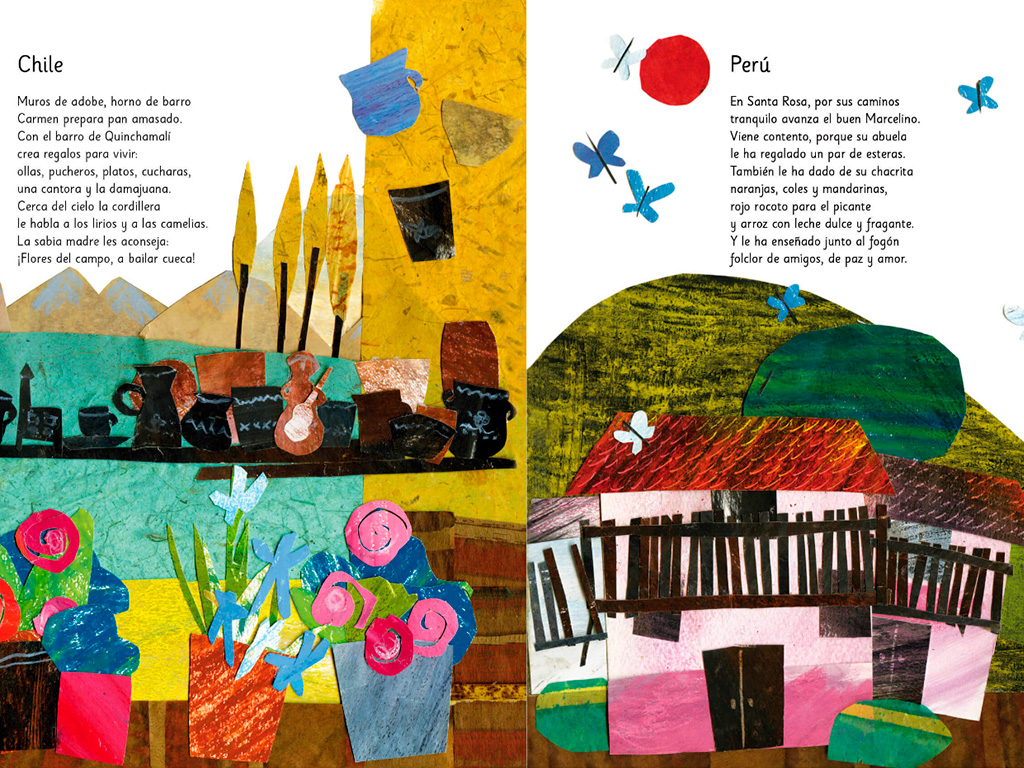 Chile
Muros de adobe, horno de barro
Carmen prepara pan amasado.
Con el barro de Quinchamalí
crea regalos para vivir:
ollas, pucheros, platos, cucharas,
una cantora y la damajuana.
Cerca del cielo la cordillera
le habla a los lirios y a las camelias.
La sabia madre les aconseja:
¡Flores del campo, a bailar cueca!
Perú
En Santa Rosa, por sus caminos
tranquilo avanza el buen Marcelino.
Viene contento, porque su abuela
le ha regalado un par de esteras.
También le ha dado de su chacrita
naranjas, coles y mandarinas,
rojo rocoto para el picante
y arroz con leche dulce y fragante.
Y le ha enseñado junto al fogón
folclor de amigos, de paz y amor.